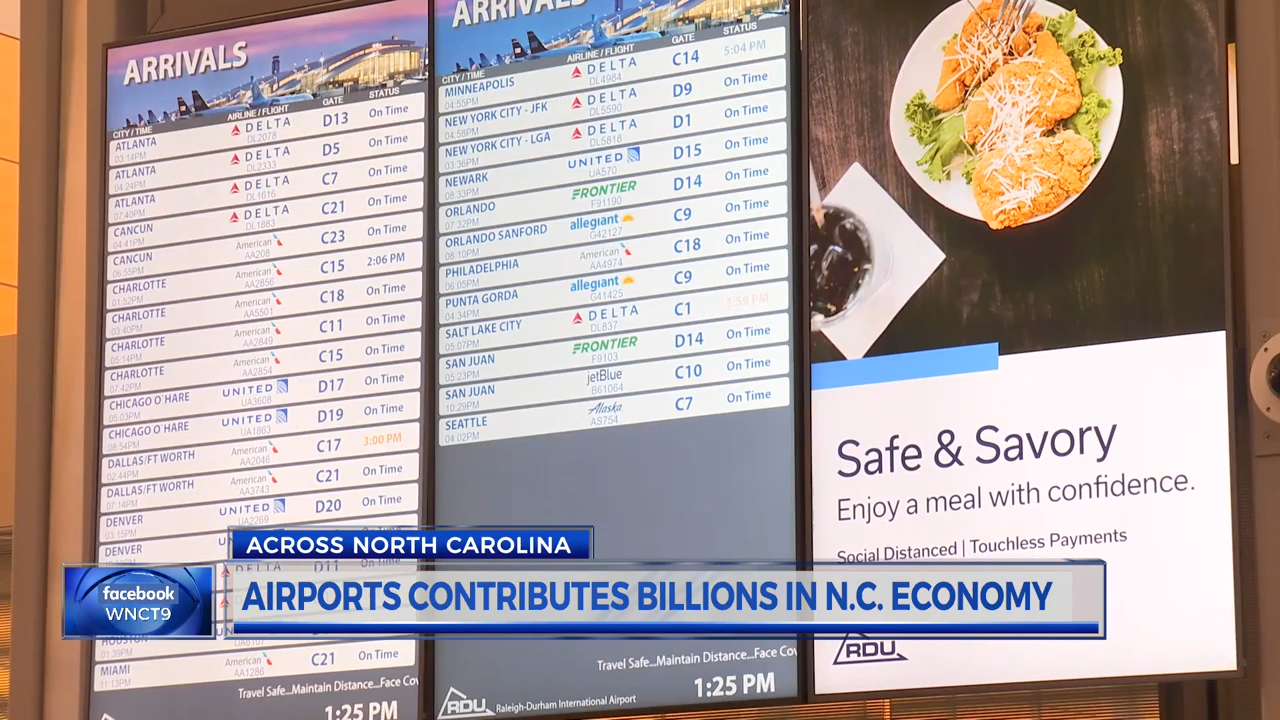 ARRIVALS
CITY / TIME AIRLINE / FLIGHT GATE STATUS
ATLANTA DELTA D13 On Time
03:14PM DL2078
ATLANTA DELTA D5 On Time
04:24PM DL2333
ATLANTA DELTA C7 On Time
07:40PM DL1616
CANCUN DELTA C21 On Time
04:41PM DL1883
CANCUN American C23 On Time
06:55PM AA208
CHARLOTTE American C15 2:06 PM
01:52PM AA2856
CHARLOTTE American C18 On Time
03:40PM AA5501
CHARLOTTE American C11 On Time
05:14PM AA2849
CHARLOTTE American C15 On Time
07:42PM AA2854
CHICAGO O'HARE UNITED D17 On Time
05:03PM UA3608
CHICAGO O'HARE UNITED D19 On Time
08:54PM UA1863
DALLAS/FT WORTH American C17 3:00 PM
02:44PM AA2046
DALLAS/FT WORTH American C21 On Time
07:14PM AA3743
DENVER UNITED D20 On Time
03:15PM UA2269
DENVER
D11
HOUSTON
01:39PM UA6107
MIAMI American C21 On Time
11:13PM AA1286
Travel Safe...Maintain Distance...Face Cov
1:25 PM
ARRIVALS
CITY / TIME AIRLINE / FLIGHT GATE STATUS
MINNEAPOLIS DELTA C14 5:04 PM
04:55PM DL4984
NEW YORK CITY - JFK DELTA D9 On Time
04:58PM DL5590
NEW YORK CITY - LGA DELTA D1 On Time
03:36PM DL5818
NEWARK UNITED D15 On Time
08:33PM UA570
ORLANDO FRONTIER D14 On Time
07:32PM F91190
ORLANDO SANFORD allegiant C9 On Time
08:10PM G42127
PHILADELPHIA American C18 On Time
06:05PM AA4974
PUNTA GORDA allegiant C9 On Time
04:34PM G41425
SALT LAKE CITY DELTA C1 3:59 PM
05:07PM DL837
SAN JUAN FRONTIER D14 On Time
05:23PM F9103
SAN JUAN jetBlue C10 On Time
10:29PM B61064
SEATTLE Alaska C7 On Time
04:02PM AS754
Travel Safe...Maintain Distance...Face Cov
RDU Raleigh-Durham International Airport 1:25 PM
Safe & Savory
Enjoy a meal with confidence.
Social Distanced | Touchless Payments
RDU
ACROSS NORTH CAROLINA
facebook
WNCT9
AIRPORTS CONTRIBUTES BILLIONS IN N.C. ECONOMY